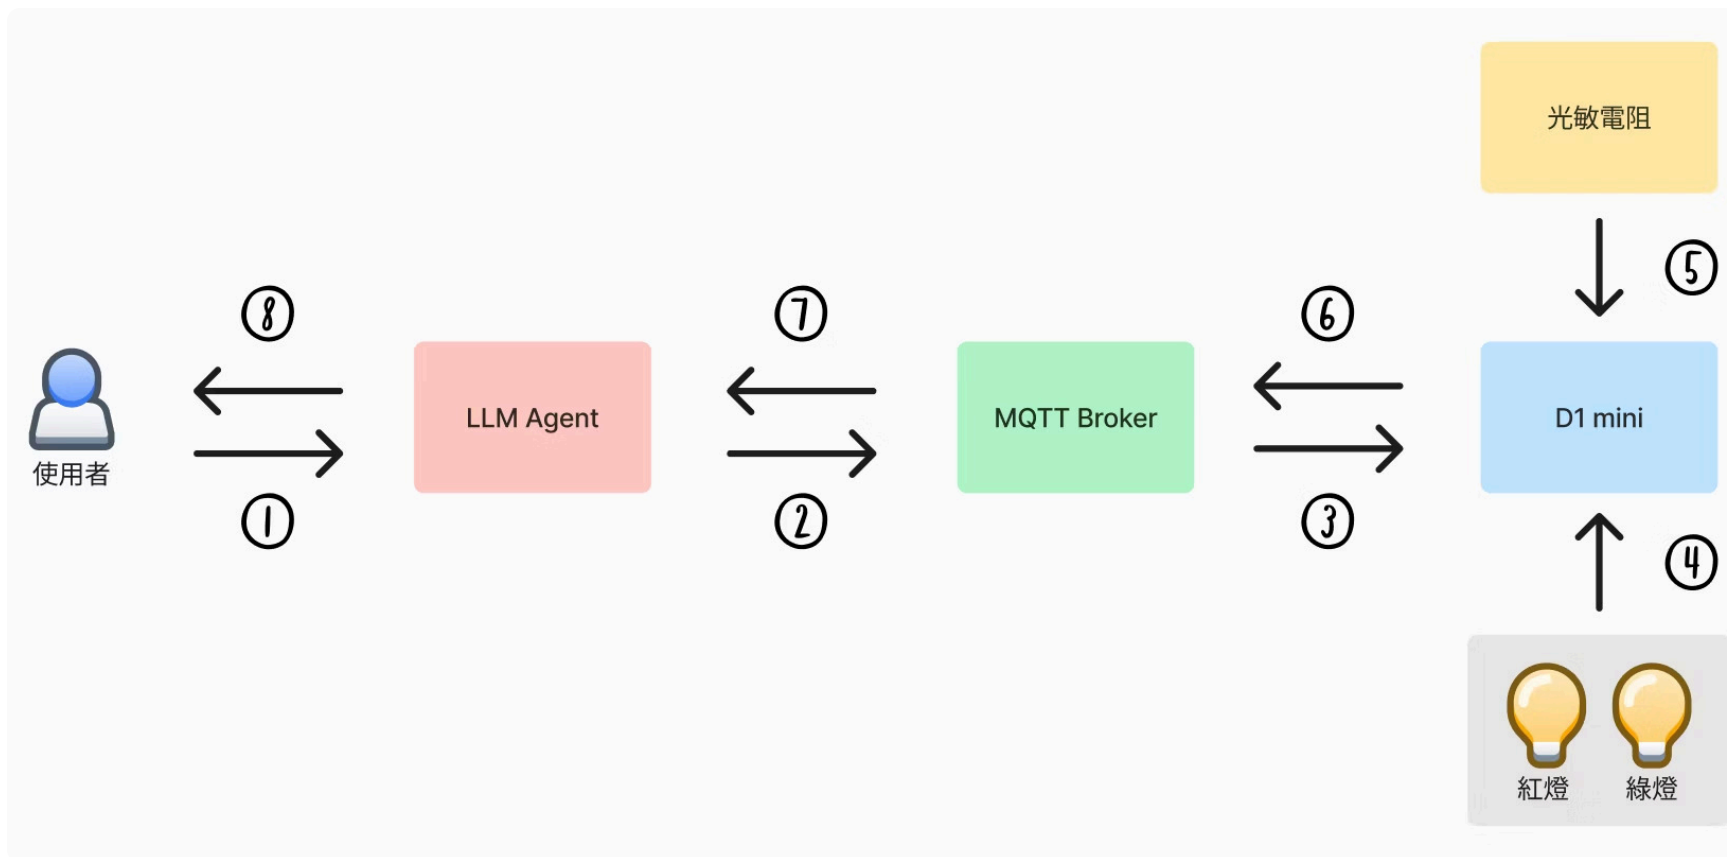 光敏電阻
⑤
⑧
⑦
⑥
使用者
LLM Agent
MQTT Broker
D1 mini
①
②
③
④
紅燈
綠燈